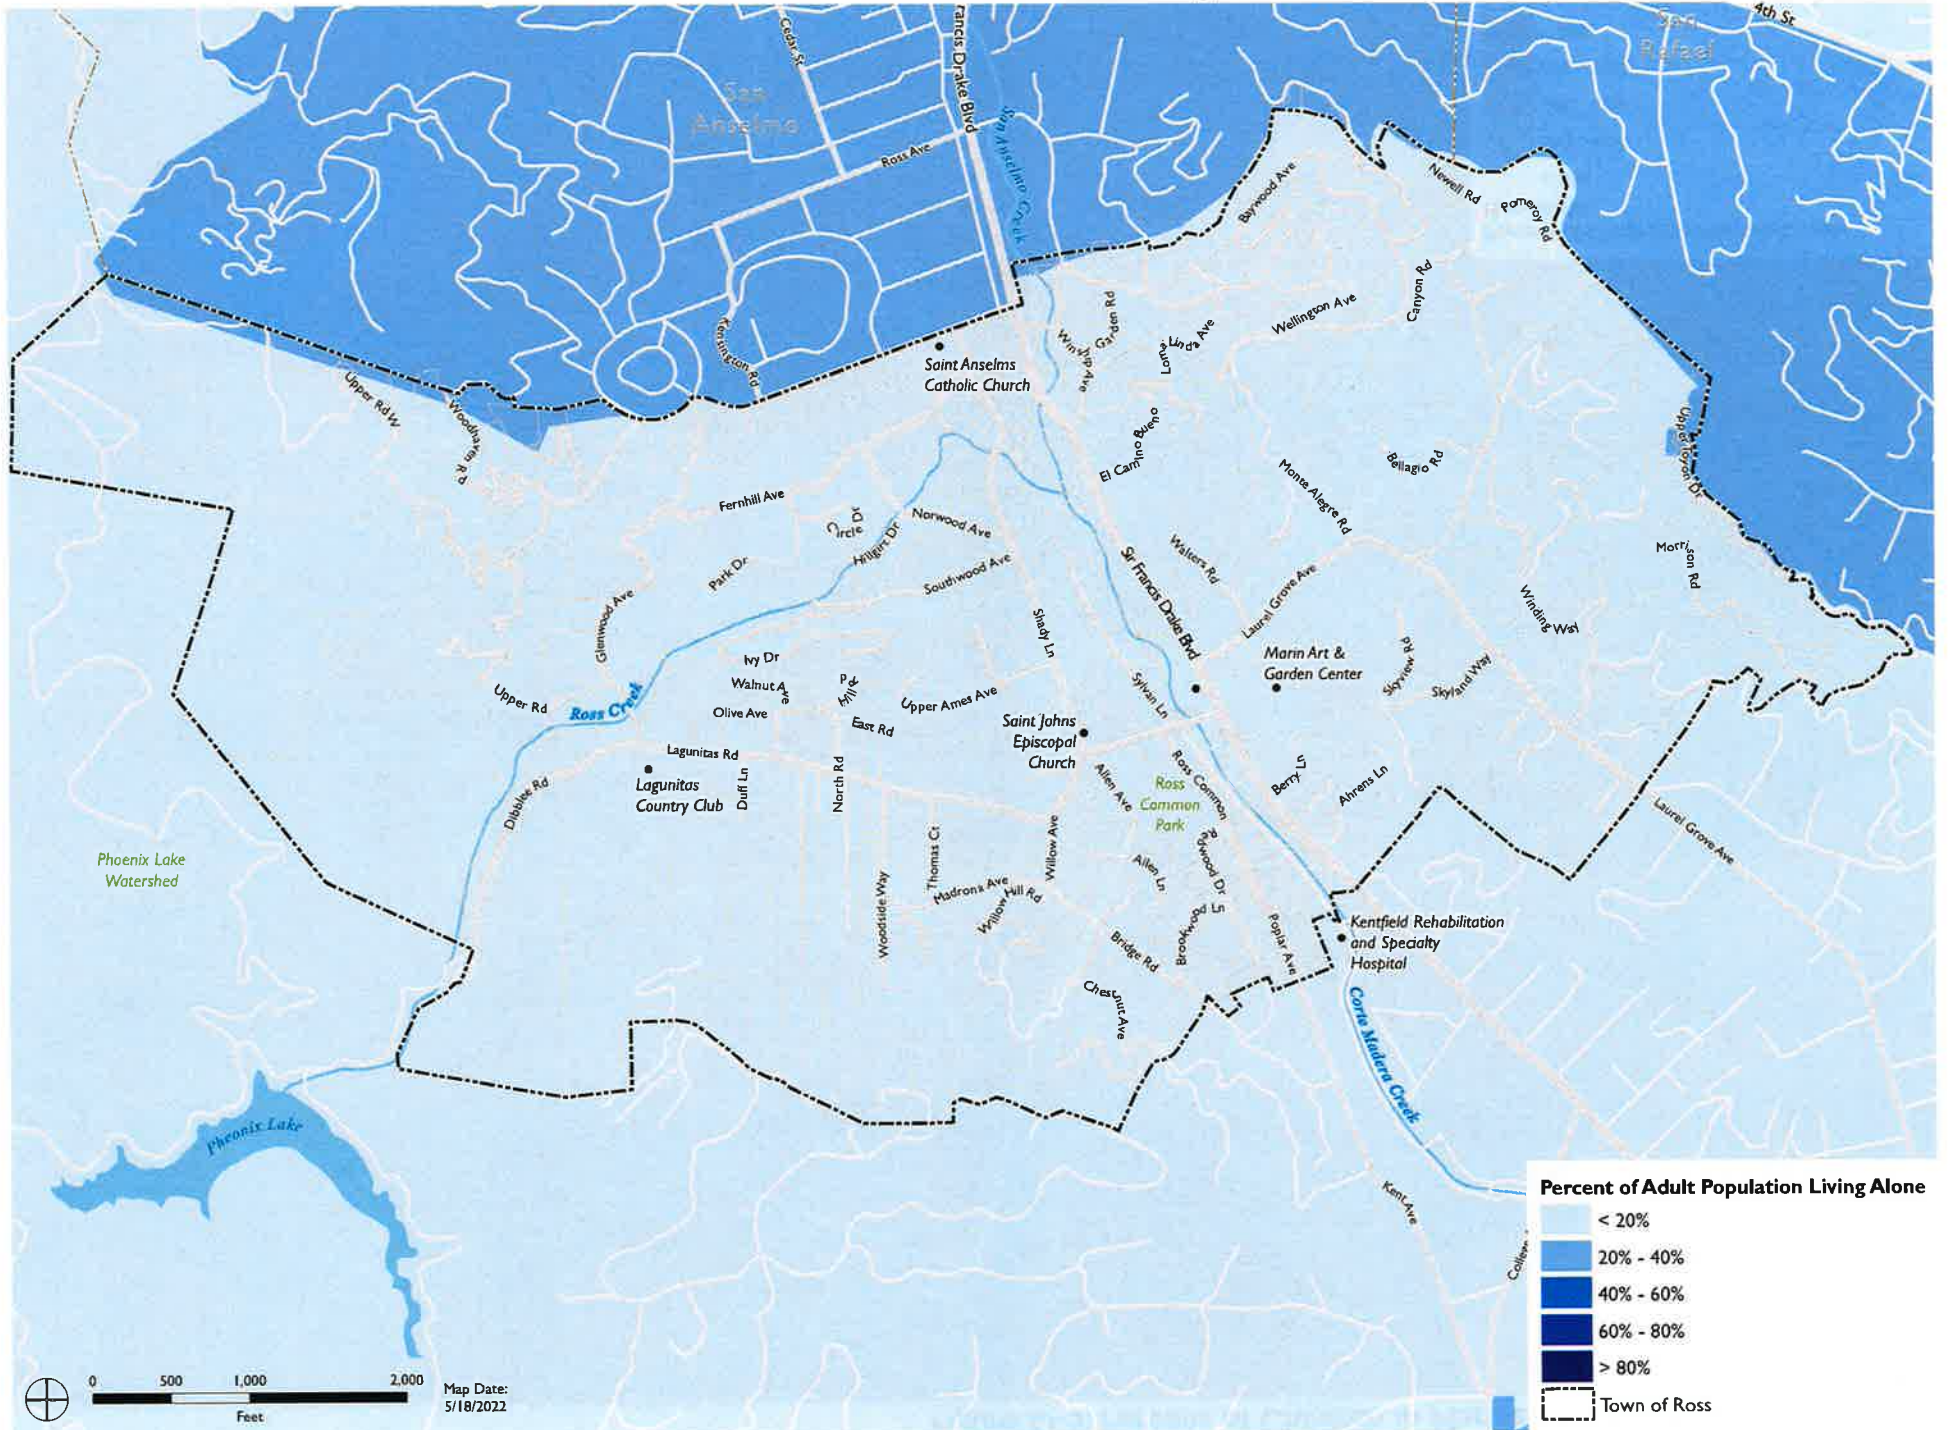 4th St
San
Rafael
Cedar St
rancis Drake Blvd
San
Anselmo
San Anselmo Creek
Ross Ave
Baywood Ave
Newell Rd
Pomeroy Rd
Canyon Rd
Wellington Ave
Garden Rd
Winship Ave
Loma Linda Ave
Kensington Rd
Saint Anselms
Catholic Church
Upper Rd W
Woodhaven Rd
El Camino Bueno
Bellagio Rd
Upper Toyon Dr
Monte Alegre Rd
Fernhill Ave
Circle Dr
Norwood Ave
Hillgirt Dr
Park Dr
Southwood Ave
Sir Francis Drake Blvd
Walters Rd
Laurel Grove Ave
Morrison Rd
Winding Way
Glenwood Ave
Shady Ln
Ivy Dr
Walnut Ave
Hill Rd
Upper Ames Ave
Olive Ave
East Rd
Upper Rd
Ross Creek
Sylvan Ln
Marin Art &
Garden Center
Skyview Rd
Skyland Way
Saint Johns
Episcopal
Church
Lagunitas Rd
Lagunitas
Country Club
Duff Ln
North Rd
Dibblee Rd
Allen Ave
Ross Common
Ross
Common
Park
Berry Ln
Ahrens Ln
Laurel Grove Ave
Phoenix Lake
Watershed
Thomas Ct
Willow Ave
Redwood Dr
Allen Ln
Madrona Ave
Willow Hill Rd
Woodside Way
Brookwood Ln
Bridge Rd
Poplar Ave
Kentfield Rehabilitation
and Specialty
Hospital
Chestnut Ave
Corte Madera Creek
Pheonix Lake
Kent Ave
College
Percent of Adult Population Living Alone
< 20%
20% - 40%
40% - 60%
60% - 80%
> 80%
Town of Ross
0 500 1,000 2,000
Feet
Map Date:
5/18/2022